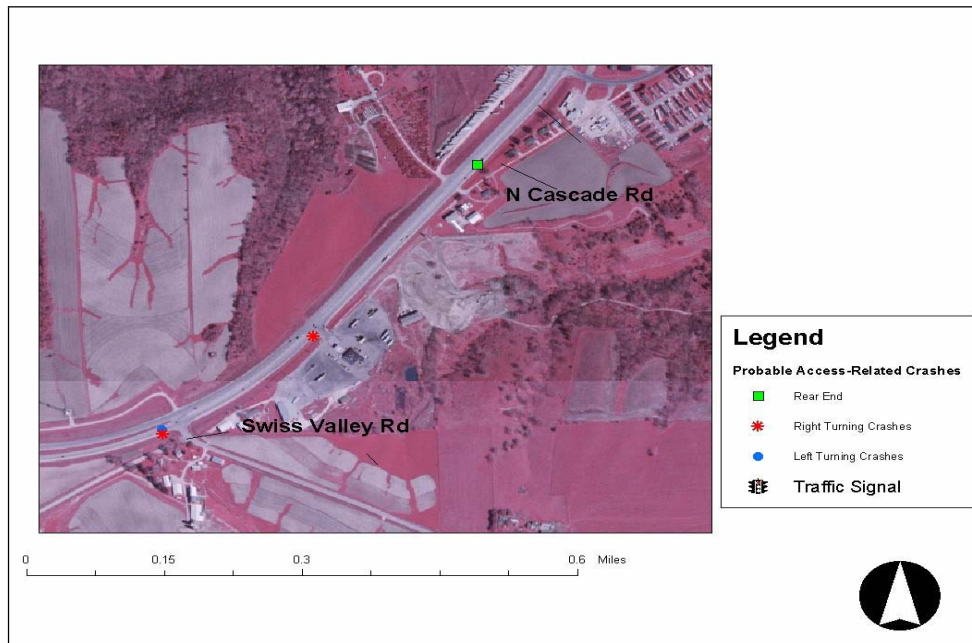 N Cascade Rd
Swiss Valley Rd
Legend
Probable Access-Related Crashes
Rear End
Right Turning Crashes
Left Turning Crashes
Traffic Signal
0 0.15 0.3 0.6 Miles